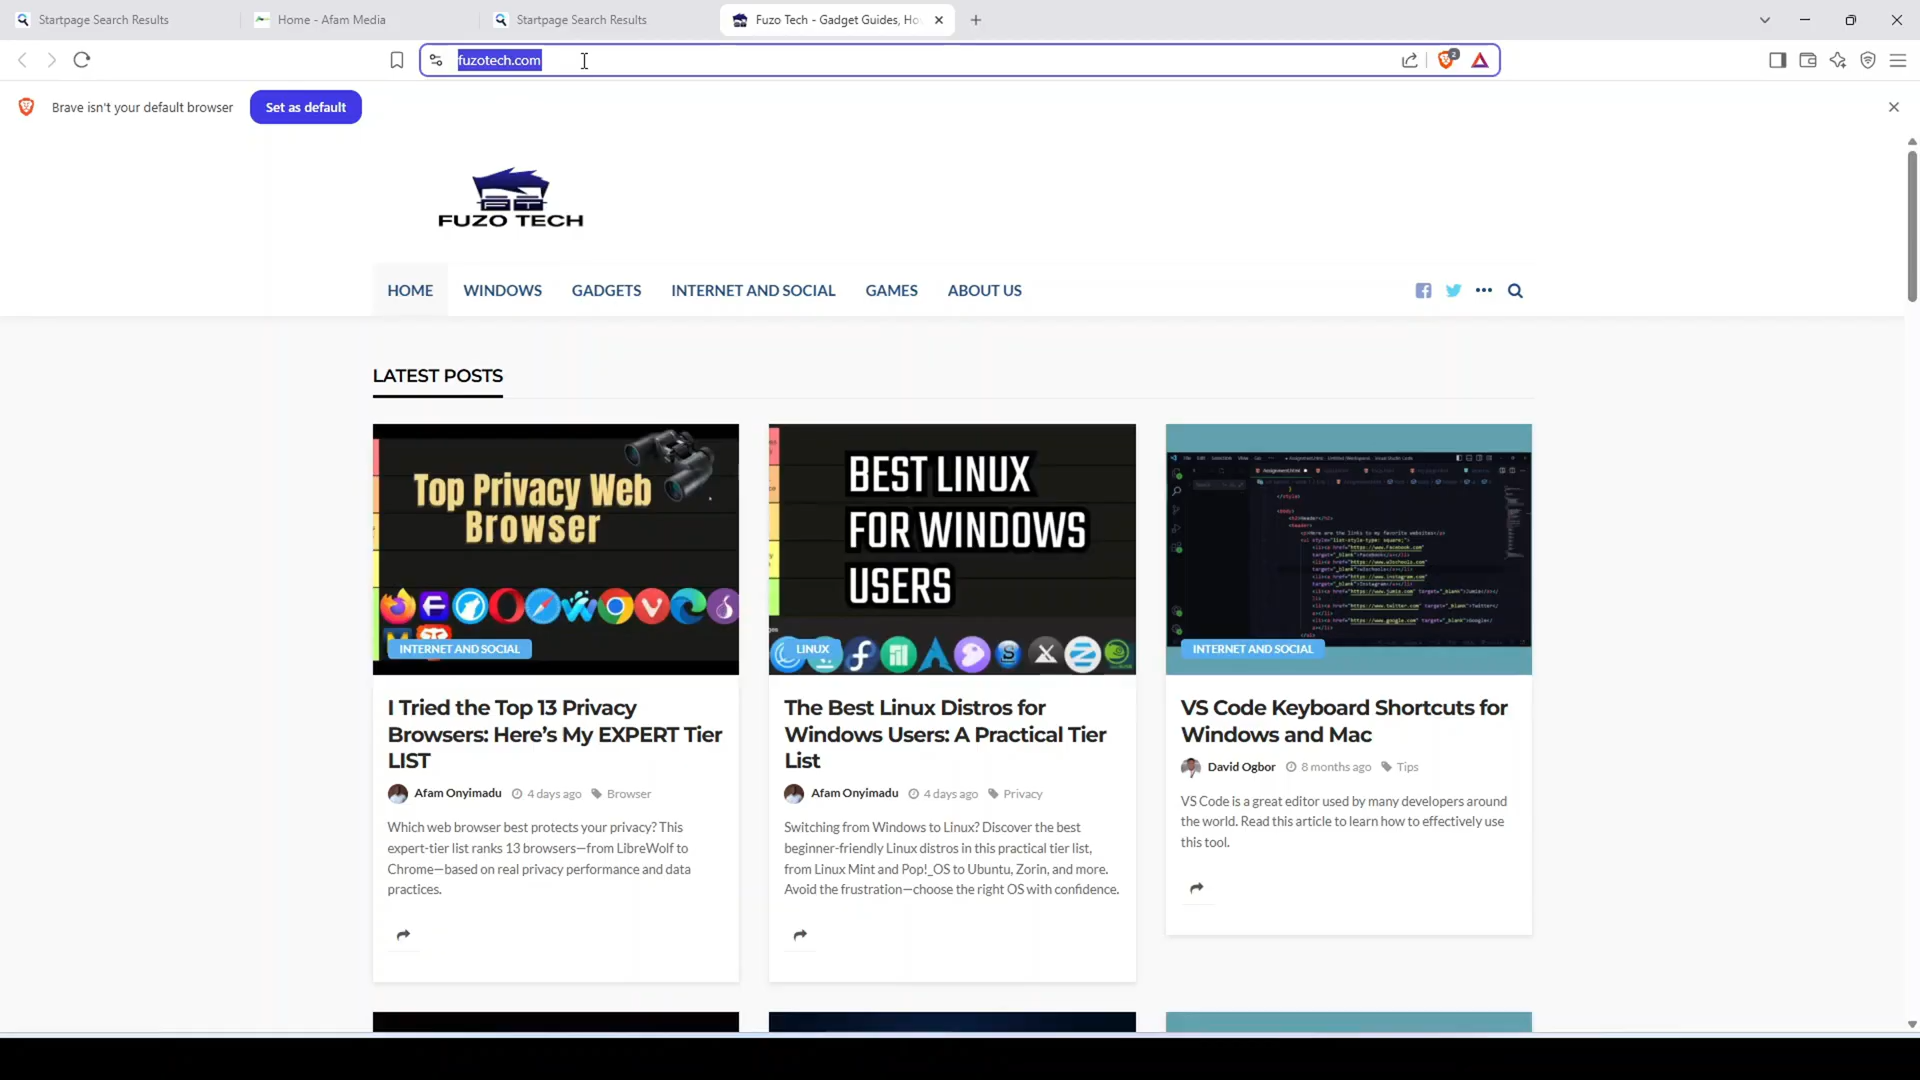 Startpage Search Results
Home - Afam Media
Startpage Search Results
Fuzo Tech - Gadget Guides, Ho
fuzotech.com
2
Brave isn't your default browser
Set as default
FUZO TECH
HOME
WINDOWS
GADGETS
INTERNET AND SOCIAL
GAMES
ABOUT US
LATEST POSTS
Top Privacy Web
Browser
INTERNET AND SOCIAL
I Tried the Top 13 Privacy
Browsers: Here's My EXPERT Tier
LIST
Afam Onyimadu 4 days ago Browser
Which web browser best protects your privacy? This
expert-tier list ranks 13 browsers—from LibreWolf to
Chrome—based on real privacy performance and data
practices.
BEST LINUX
FOR WINDOWS
USERS
LINUX
The Best Linux Distros for
Windows Users: A Practical Tier
List
Afam Onyimadu 4 days ago Privacy
Switching from Windows to Linux? Discover the best
beginner-friendly Linux distros in this practical tier list,
from Linux Mint and Pop!_OS to Ubuntu, Zorin, and more.
Avoid the frustration—choose the right OS with confidence.
INTERNET AND SOCIAL
VS Code Keyboard Shortcuts for
Windows and Mac
David Ogbor 8 months ago Tips
VS Code is a great editor used by many developers around
the world. Read this article to learn how to effectively use
this tool.